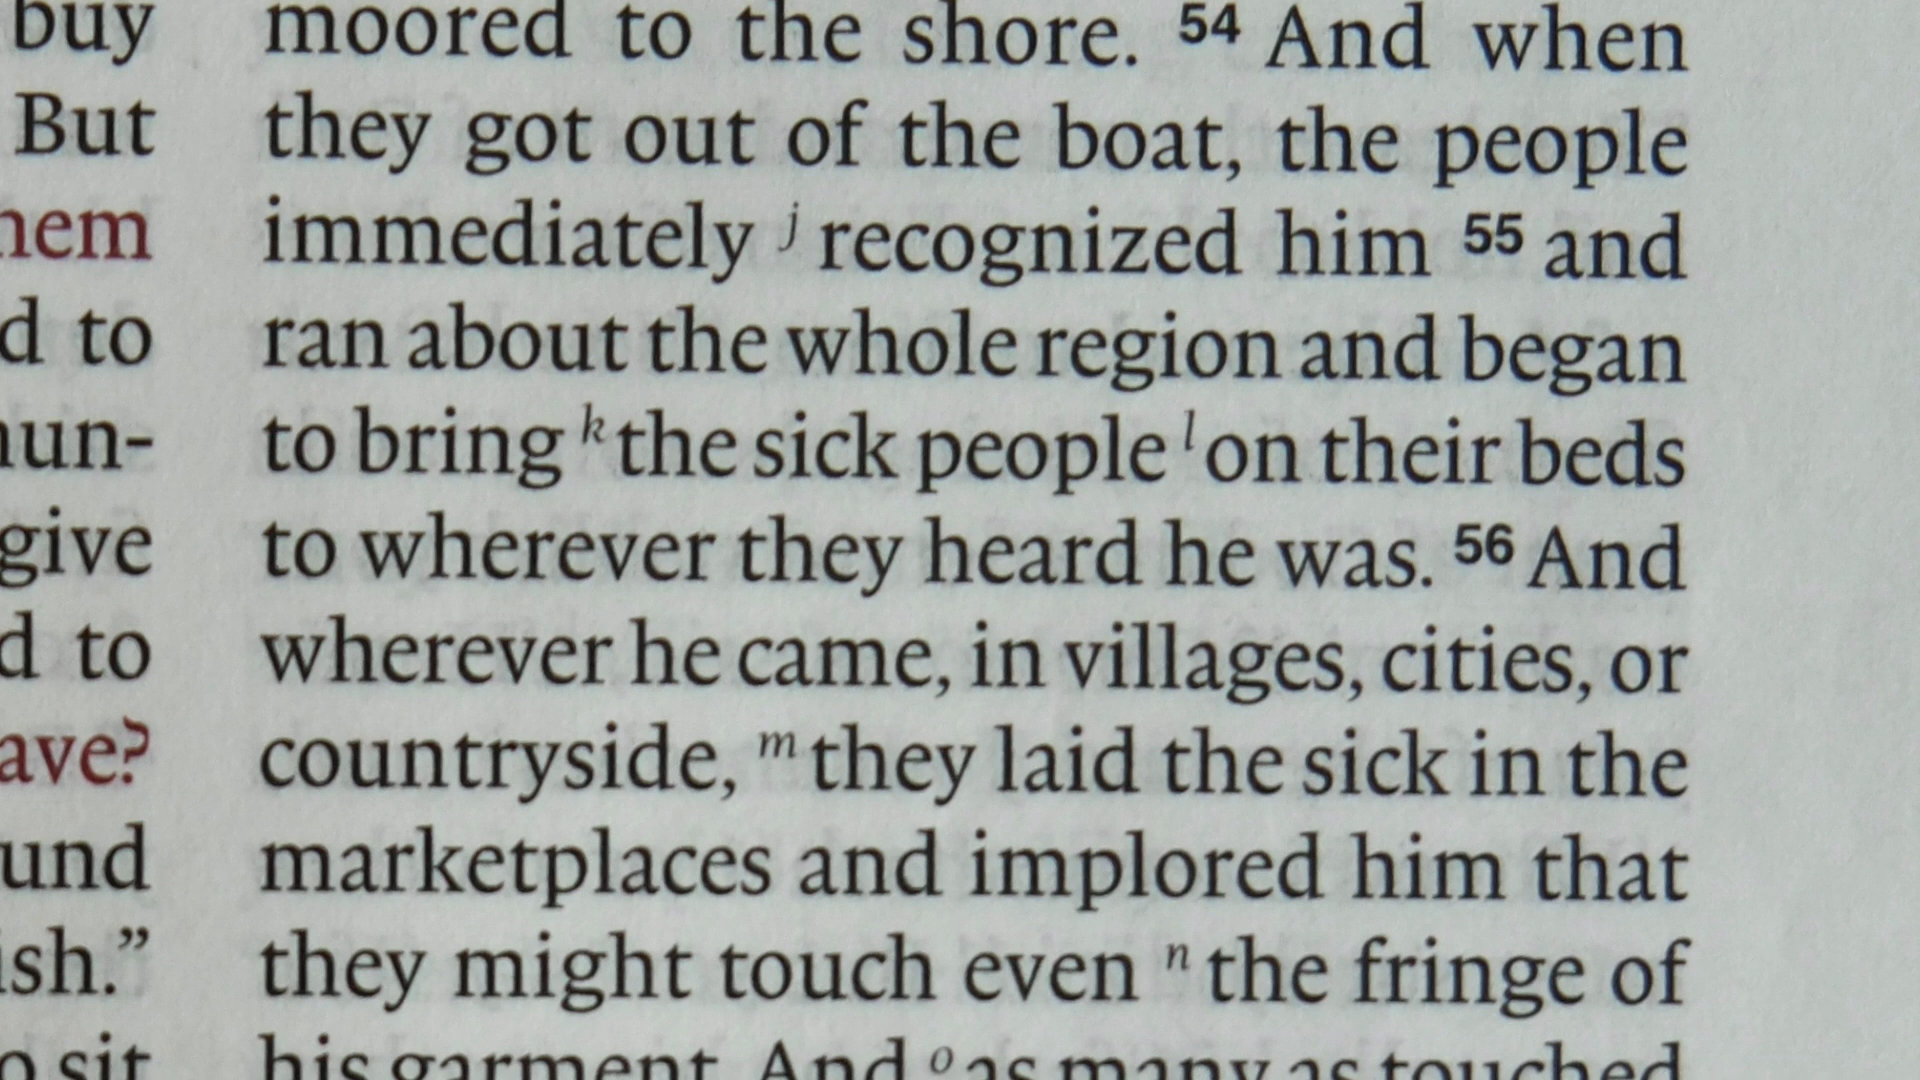 buy
But
hem
d to
hun-
give
d to
ave?
und
ish.”
o sit
moored to the shore. 54 And when
they got out of the boat, the people
immediately j recognized him 55 and
ran about the whole region and began
to bring k the sick people l on their beds
to wherever they heard he was. 56 And
wherever he came, in villages, cities, or
countryside, m they laid the sick in the
marketplaces and implored him that
they might touch even n the fringe of
his garment. And o as many as touched